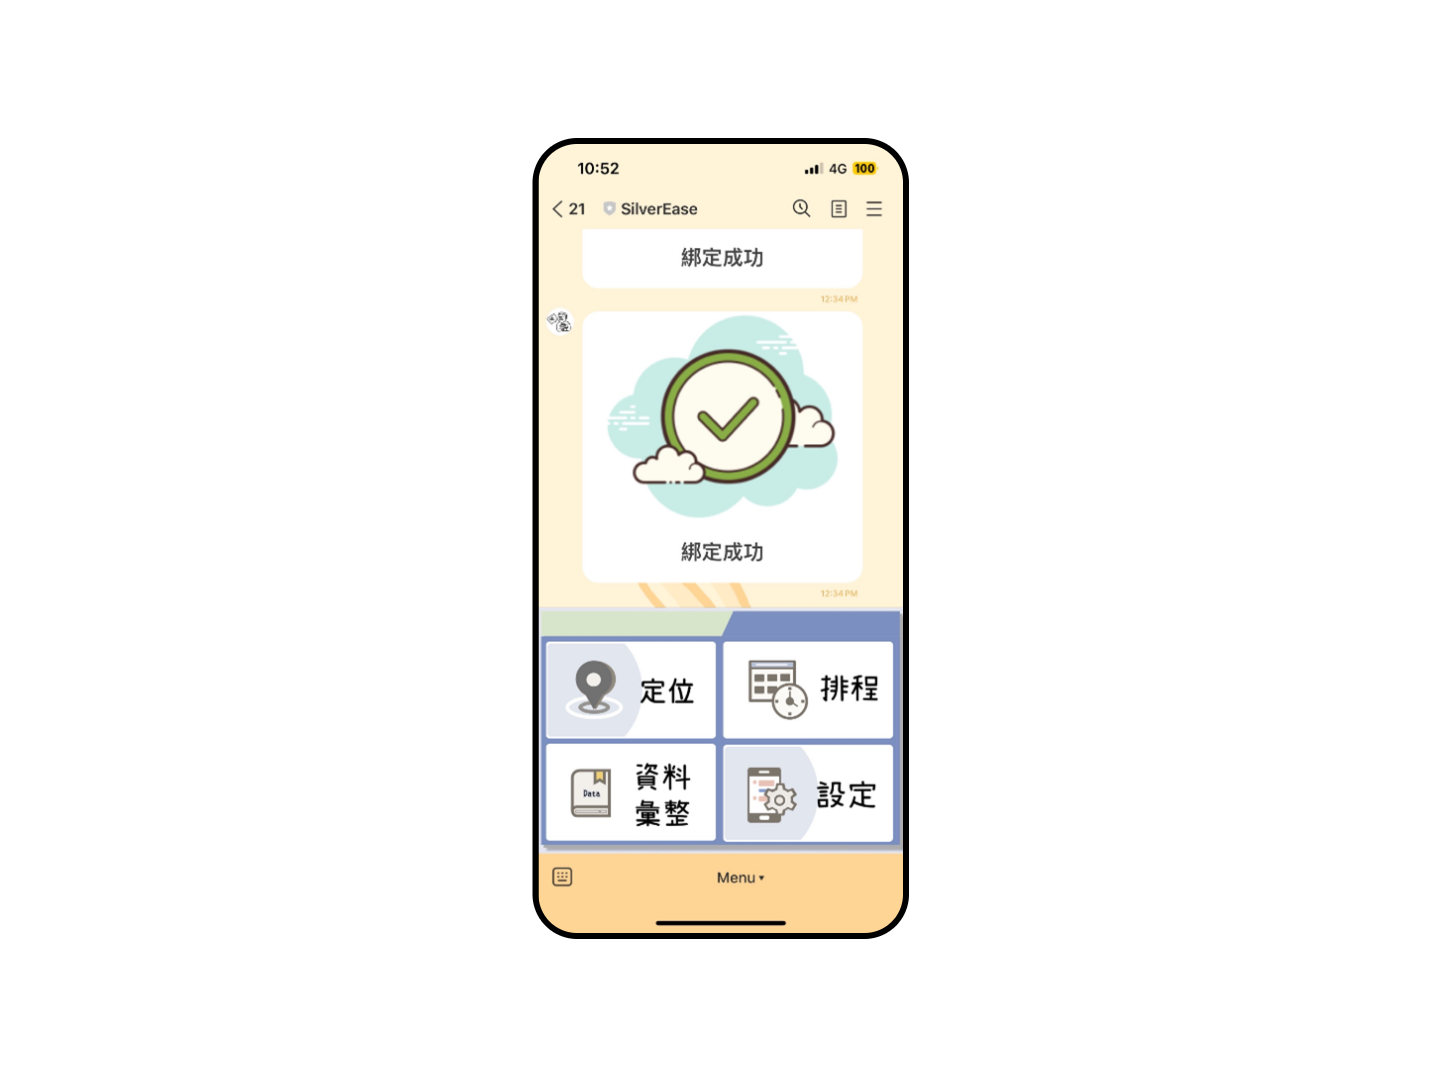 10:52 4G 100
21 SilverEase
綁定成功
12:34 PM
綁定成功
12:34 PM
定位
排程
Data
資料
彙整
設定
Menu